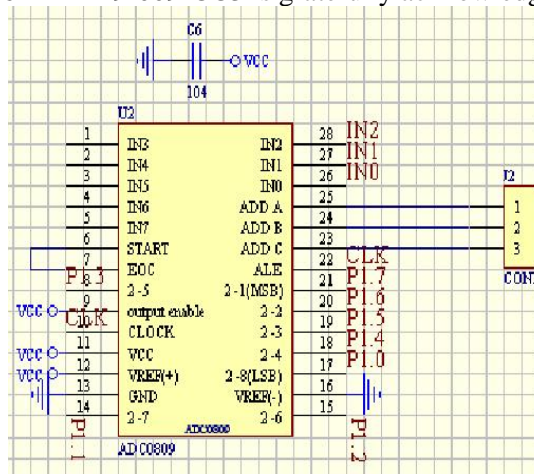 C6
VCC
104
U2
1 IN3 IN2 28 IN2
2 IN4 IN1 27 IN1
3 IN5 IN0 26 IN0
4 IN6 ADD A 25
5 IN7 ADD B 24
6 START ADD C 23
7 EOC ALE 22 CLK
P1.3 8 2-5 2-1(MSB) 21 P1.7
VCC 9 output enable 2-2 20 P1.6
CLK 10 CLOCK 2-3 19 P1.5
VCC 11 VCC 2-4 18 P1.4
VCC 12 VREF(+) 2-8(LSB) 17 P1.0
13 GND VREF(-) 16
14 2-7 2-6 15
ADC0809
P1.1
P1.2
ADC0809
J2
1
2
3
CON